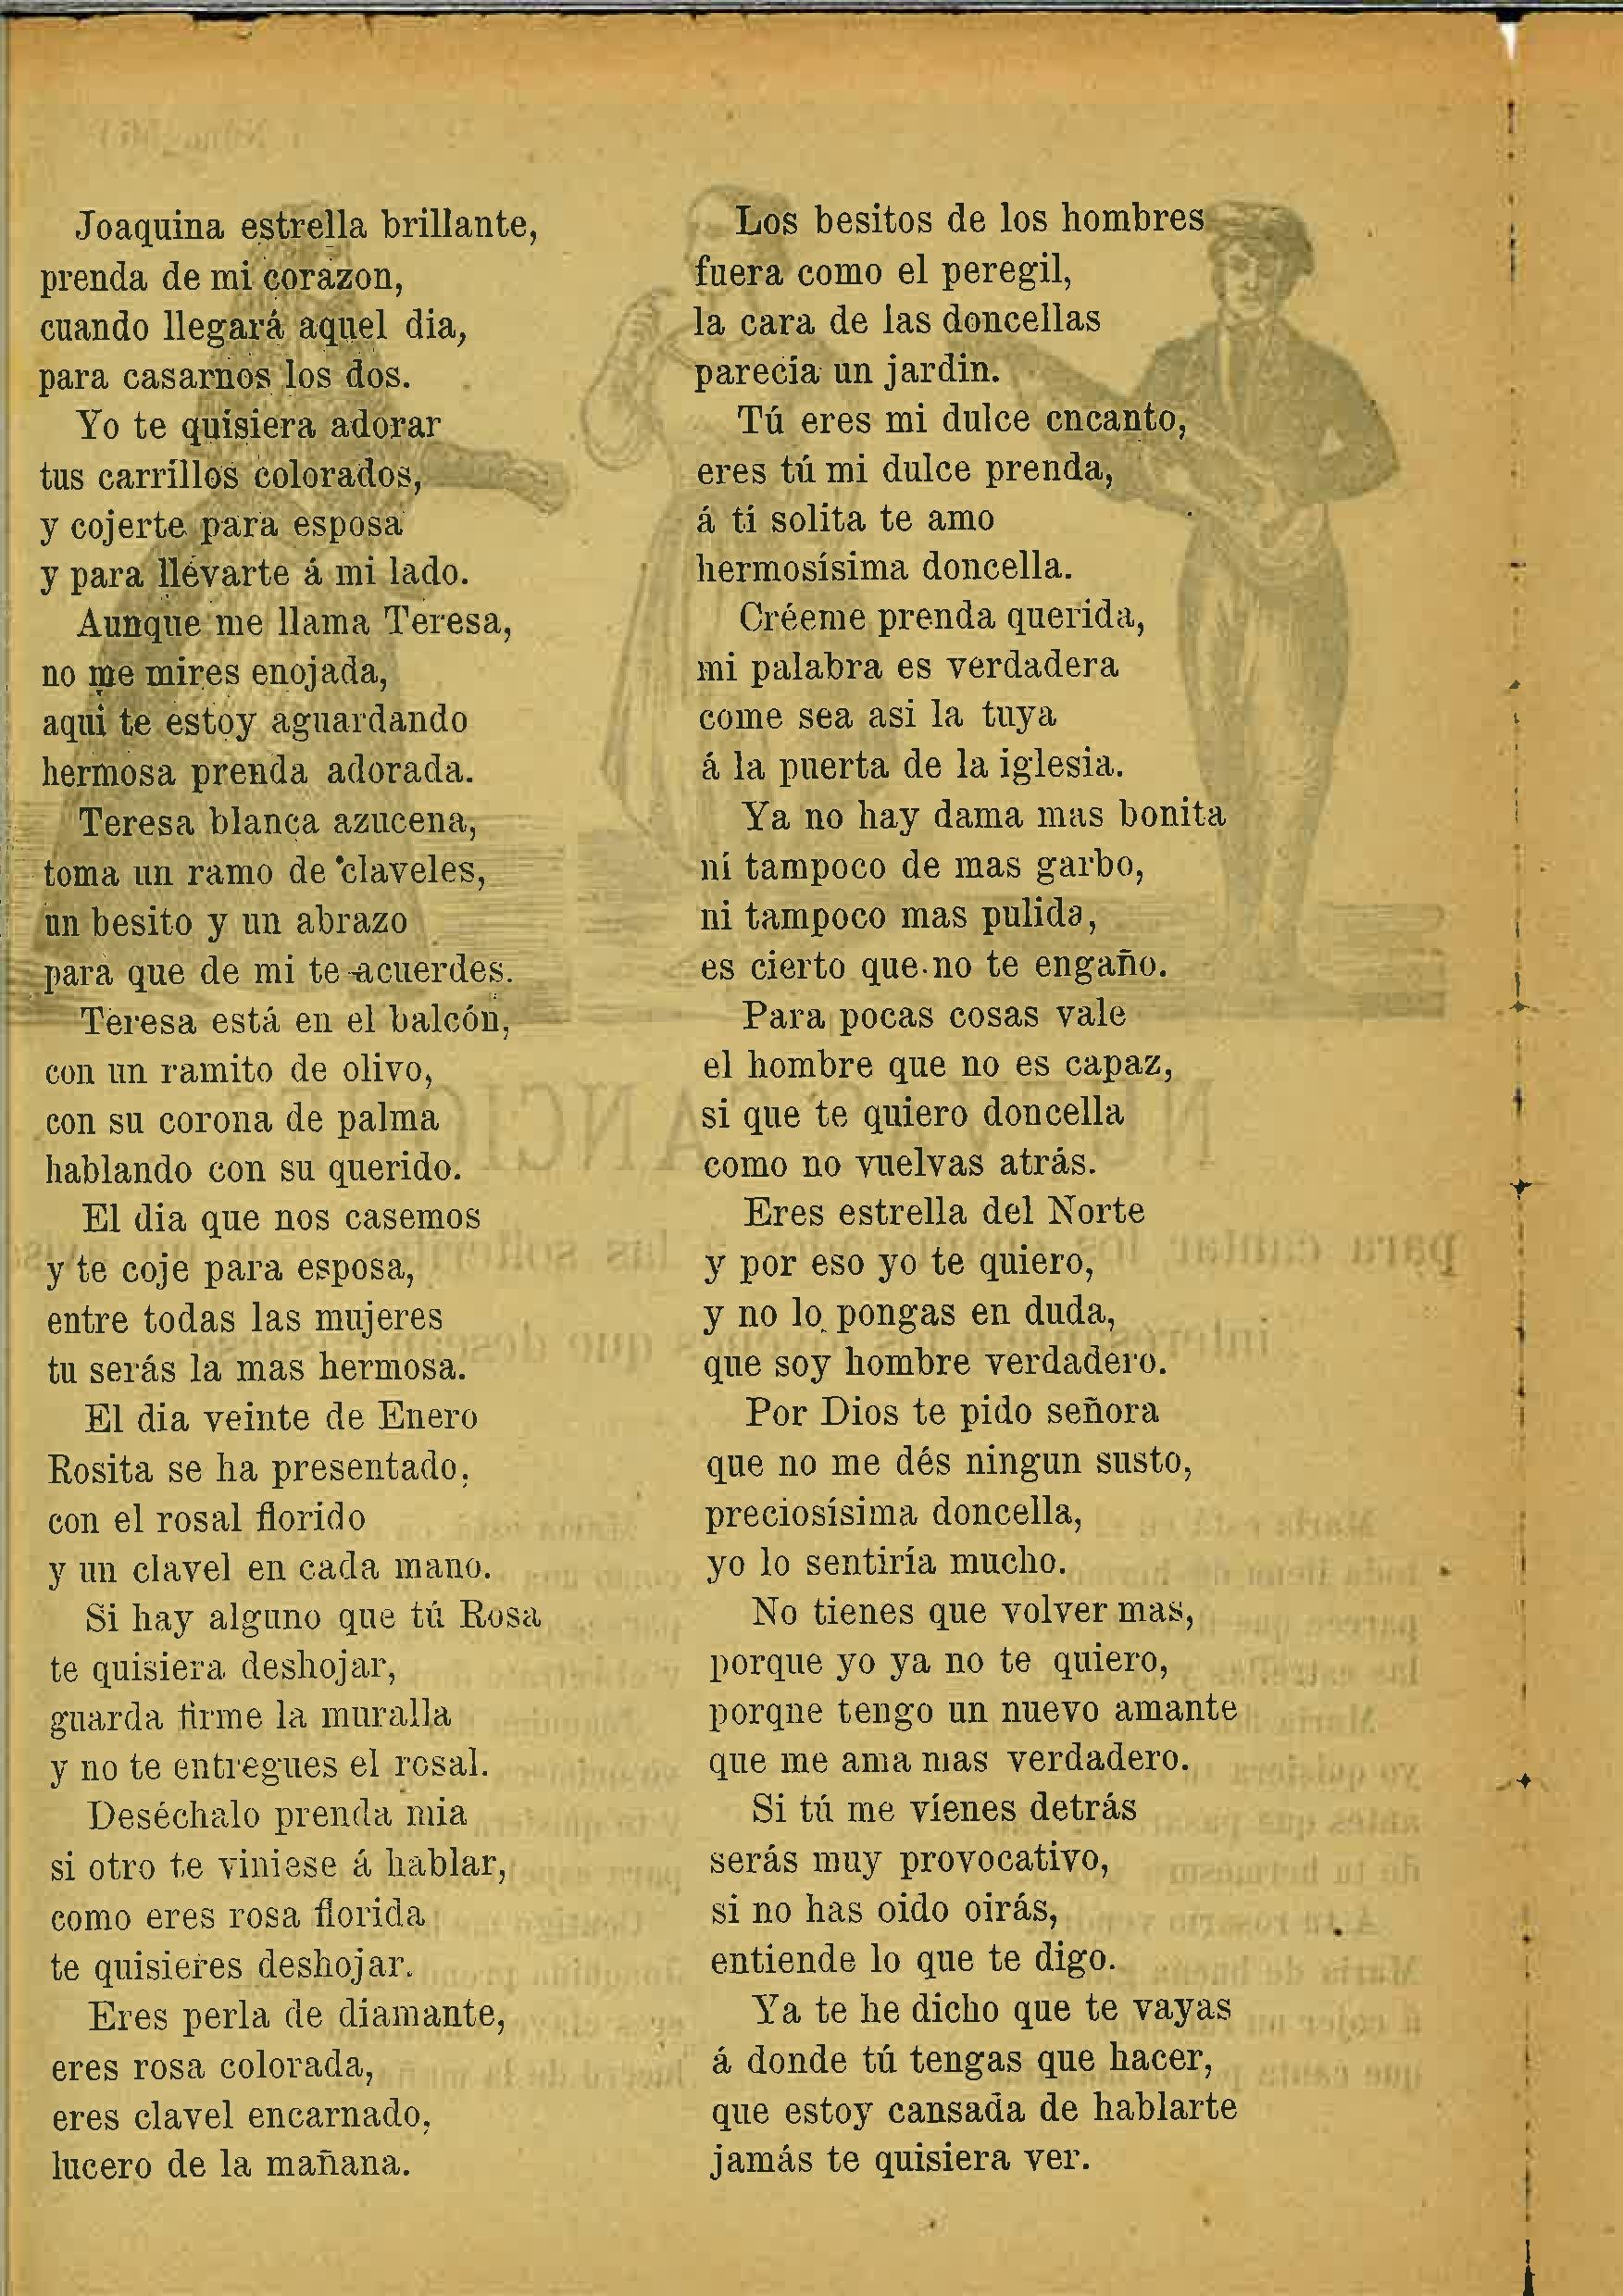 Joaquina estrella brillante,
prenda de mi corazon,
cuando llegará aquel dia,
para casarnos los dos.
Yo te quisiera adorar
tus carrillos colorados,
y cojerte para esposa
y para llevarte á mi lado.
Aunque me llama Teresa,
no me mires enojada,
aqui te estoy aguardando
hermosa prenda adorada.
Teresa blanca azucena,
toma un ramo de claveles,
un besito y un abrazo
para que de mi te acuerdes.
Teresa está en el balcón,
con un ramito de olivo,
con su corona de palma
hablando con su querido.
El dia que nos casemos
y te coje para esposa,
entre todas las mujeres
tu serás la mas hermosa.
El dia veinte de Enero
Rosita se ha presentado,
con el rosal florido
y un clavel en cada mano.
Si hay alguno que tú Rosa
te quisiera deshojar,
guarda firme la muralla
y no te entregues el rosal.
Deséchalo prenda mia
si otro te viniese á hablar,
como eres rosa florida
te quisieres deshojar.
Eres perla de diamante,
eres rosa colorada,
eres clavel encarnado,
lucero de la mañana.
Los besitos de los hombres
fuera como el peregil,
la cara de las doncellas
parecía un jardin.
Tú eres mi dulce encanto,
eres tú mi dulce prenda,
á ti solita te amo
hermosísima doncella.
Créeme prenda querida,
mi palabra es verdadera
come sea asi la tuya
á la puerta de la iglesia.
Ya no hay dama mas bonita
ni tampoco de mas garbo,
ni tampoco mas pulida,
es cierto que no te engaño.
Para pocas cosas vale
el hombre que no es capaz,
si que te quiero doncella
como no vuelvas atrás.
Eres estrella del Norte
y por eso yo te quiero,
y no lo pongas en duda,
que soy hombre verdadero.
Por Dios te pido señora
que no me dés ningun susto,
preciosísima doncella,
yo lo sentiría mucho.
No tienes que volver mas,
porque yo ya no te quiero,
porqne tengo un nuevo amante
que me ama mas verdadero.
Si tú me vienes detrás
serás muy provocativo,
si no has oido oirás,
entiende lo que te digo.
Ya te he dicho que te vayas
á donde tú tengas que hacer,
que estoy cansada de hablarte
jamás te quisiera ver.